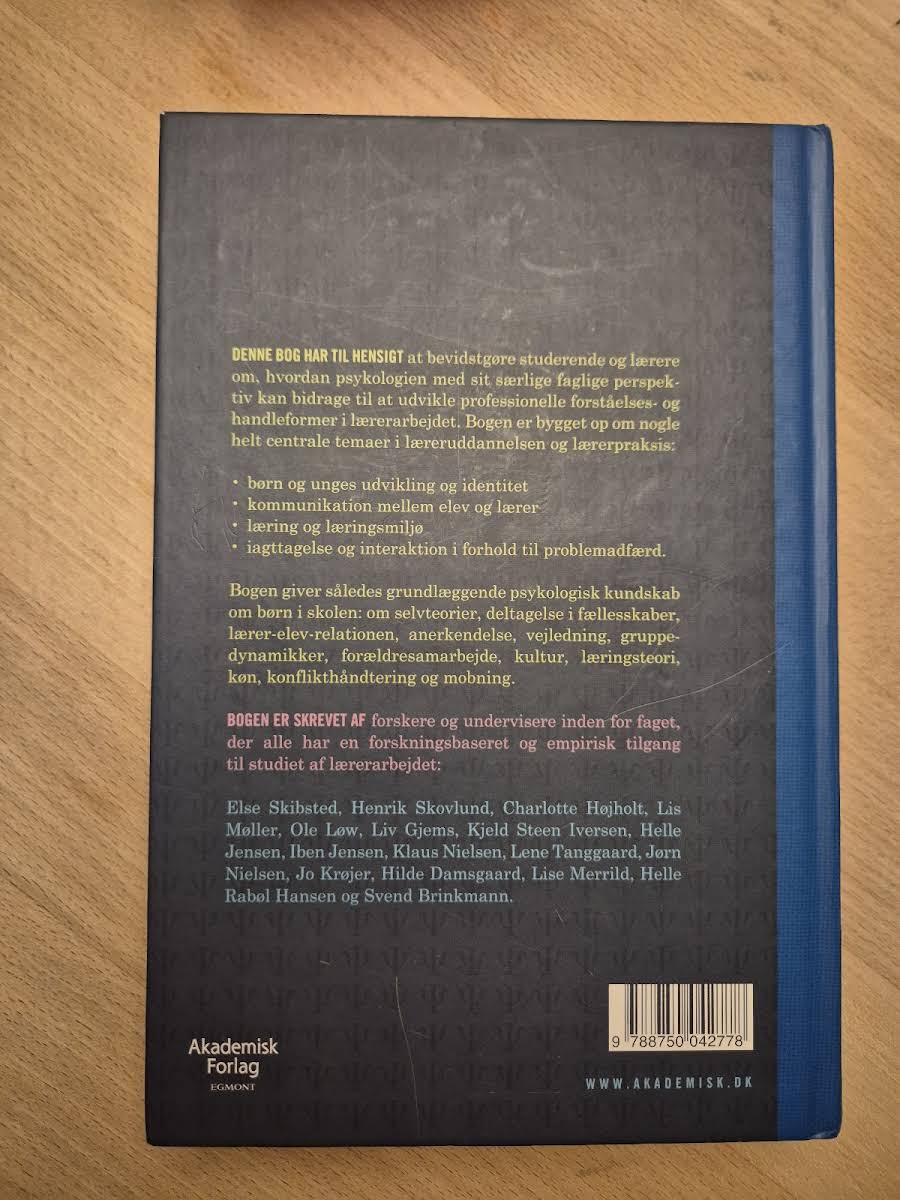 DENNE BOG HAR TIL HENSIGT at bevidstgøre studerende og lærere
om, hvordan psykologien med sit særlige faglige perspek-
tiv kan bidrage til at udvikle professionelle forståelses- og
handleformer i lærerarbejdet. Bogen er bygget op om nogle
helt centrale temaer i læreruddannelsen og lærerpraksis:
• børn og unges udvikling og identitet
• kommunikation mellem elev og lærer
• læring og læringsmiljø
• iagttagelse og interaktion i forhold til problemadfærd.
Bogen giver således grundlæggende psykologisk kundskab
om børn i skolen: om selvteorier, deltagelse i fællesskaber,
lærer-elev-relationen, anerkendelse, vejledning, gruppe-
dynamikker, forældresamarbejde, kultur, læringsteori,
køn, konflikthåndtering og mobning.
BOGEN ER SKREVET AF forskere og undervisere inden for faget,
der alle har en forskningsbaseret og empirisk tilgang
til studiet af lærerarbejdet:
Else Skibsted, Henrik Skovlund, Charlotte Højholt, Lis
Møller, Ole Løw, Liv Gjems, Kjeld Steen Iversen, Helle
Jensen, Iben Jensen, Klaus Nielsen, Lene Tanggaard, Jørn
Nielsen, Jo Krøjer, Hilde Damsgaard, Lise Merrild, Helle
Rabøl Hansen og Svend Brinkmann.
9 788750 042778
Akademisk
Forlag
EGMONT
WWW.AKADEMISK.DK